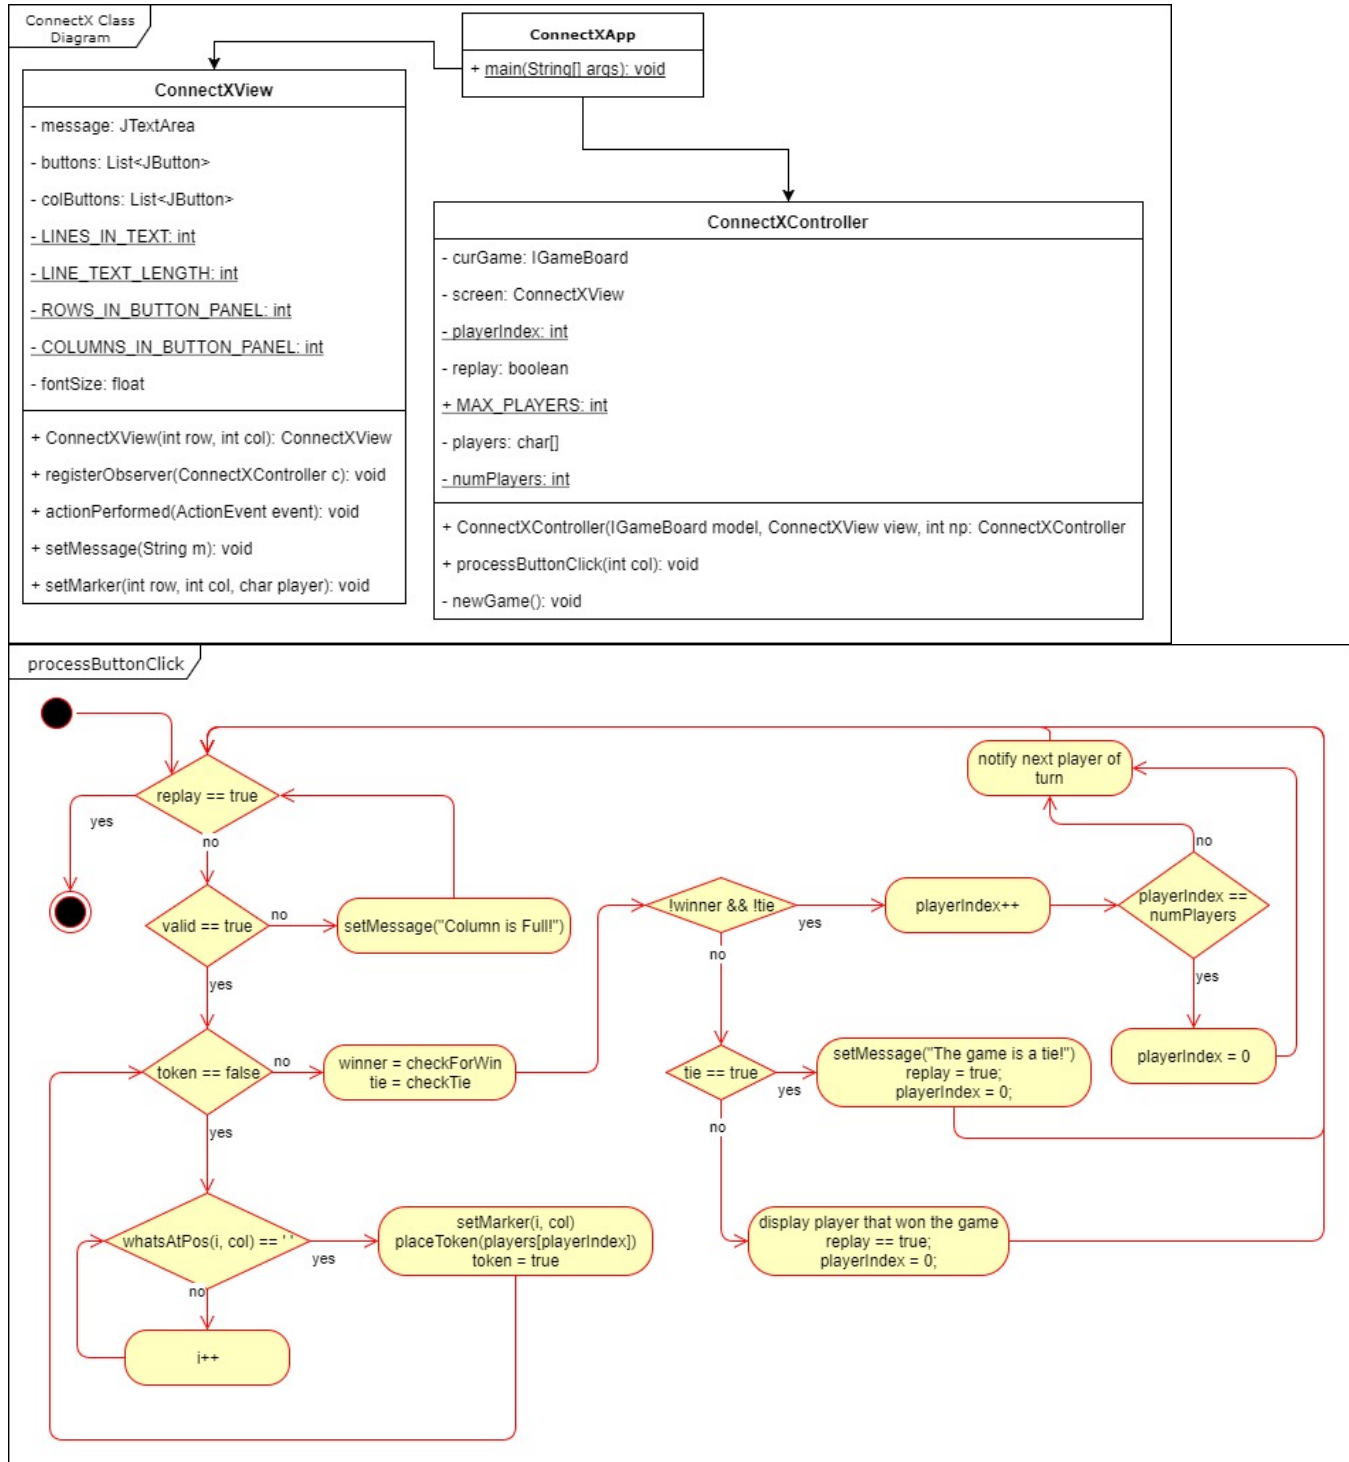 ConnectX Class
Diagram
ConnectXApp
+ main(String[] args): void
ConnectXView
- message: JTextArea
- buttons: List<JButton>
- colButtons: List<JButton>
- LINES_IN_TEXT: int
- LINE_TEXT_LENGTH: int
- ROWS_IN_BUTTON_PANEL: int
- COLUMNS_IN_BUTTON_PANEL: int
- fontSize: float
+ ConnectXView(int row, int col): ConnectXView
+ registerObserver(ConnectXController c): void
+ actionPerformed(ActionEvent event): void
+ setMessage(String m): void
+ setMarker(int row, int col, char player): void
ConnectXController
- curGame: IGameBoard
- screen: ConnectXView
- playerIndex: int
- replay: boolean
+ MAX_PLAYERS: int
- players: char[]
- numPlayers: int
+ ConnectXController(IGameBoard model, ConnectXView view, int np: ConnectXController
+ processButtonClick(int col): void
- newGame(): void
processButtonClick
replay == true
yes
no
valid == true
no
setMessage("Column is Full!")
yes
token == false
no
winner = checkForWin
tie = checkTie
yes
whatsAtPos(i, col) == ' '
yes
setMarker(i, col)
placeToken(players[playerIndex])
token = true
no
i++
!winner && !tie
yes
playerIndex++
playerIndex ==
numPlayers
no
notify next player of
turn
yes
playerIndex = 0
no
tie == true
yes
setMessage("The game is a tie!")
replay = true;
playerIndex = 0;
no
display player that won the game
replay == true;
playerIndex = 0;